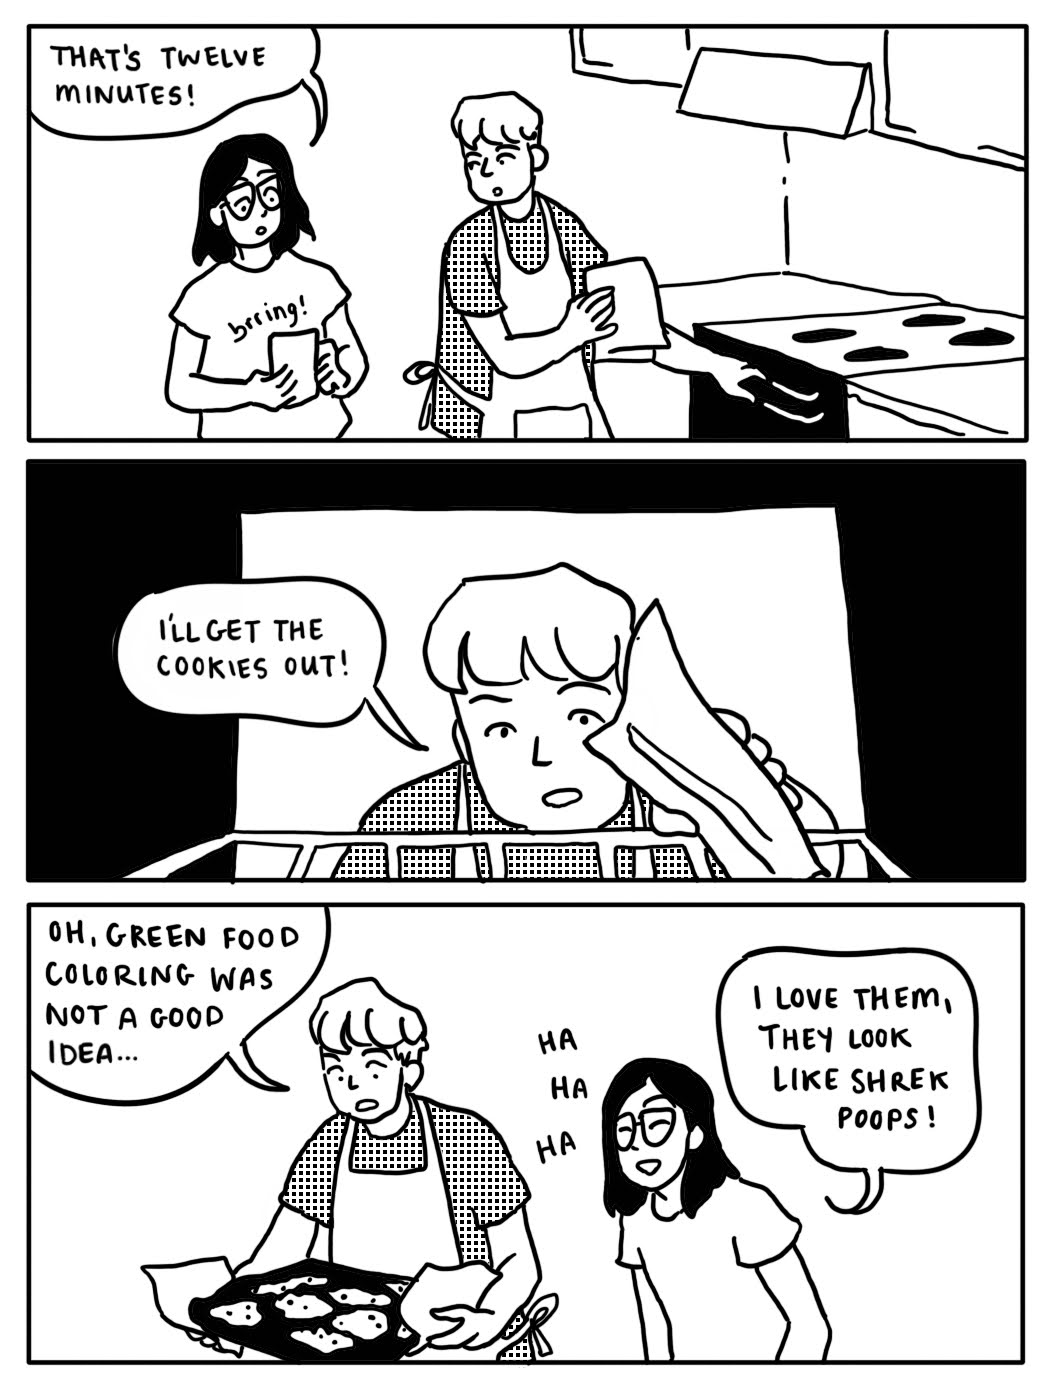 THAT'S TWELVE
MINUTES!
brring!
I'LL GET THE
COOKIES OUT!
OH, GREEN FOOD
COLORING WAS
NOT A GOOD
IDEA...
HA
HA
HA
I LOVE THEM,
THEY LOOK
LIKE SHREK
POOPS!